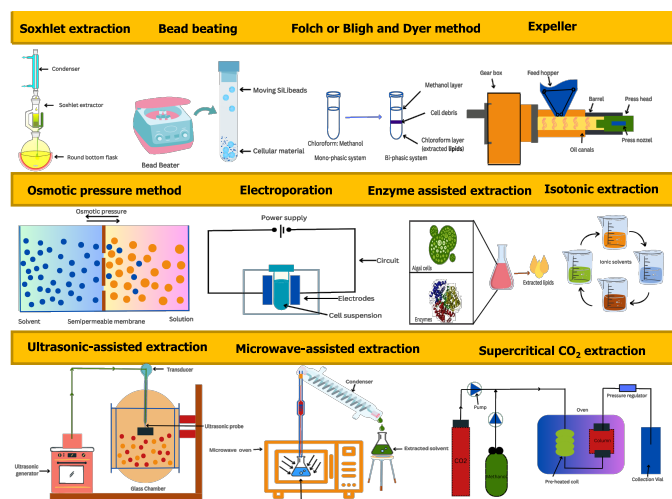 Soxhlet extraction
Bead beating
Folch or Bligh and Dyer method
Expeller
Condenser
Soxhlet extractor
Round bottom flask
Moving SiLibeads
Cellular material
Bead Beater
Methanol layer
Cell debris
Chloroform layer
(extracted lipids)
Chloroform: Methanol
Mono-phasic system
Bi-phasic system
Gear box
Feed hopper
Barrel
Press head
Oil canals
Press nozzel
Osmotic pressure method
Electroporation
Enzyme assisted extraction
Isotonic extraction
Osmotic pressure
Solvent
Semipermeable membrane
Solution
Power supply
Circuit
Electrodes
Cell suspension
Algal cells
Enzymes
Extracted lipids
Ionic solvents
Ultrasonic-assisted extraction
Microwave-assisted extraction
Supercritical CO2 extraction
Transducer
Ultrasonic probe
Ultrasonic
generator
Glass Chamber
Condenser
Microwave oven
Extracted solvent
Pump
CO2
Methanol
Oven
Column
Pre-heated coil
Pressure regulator
Collection Vial